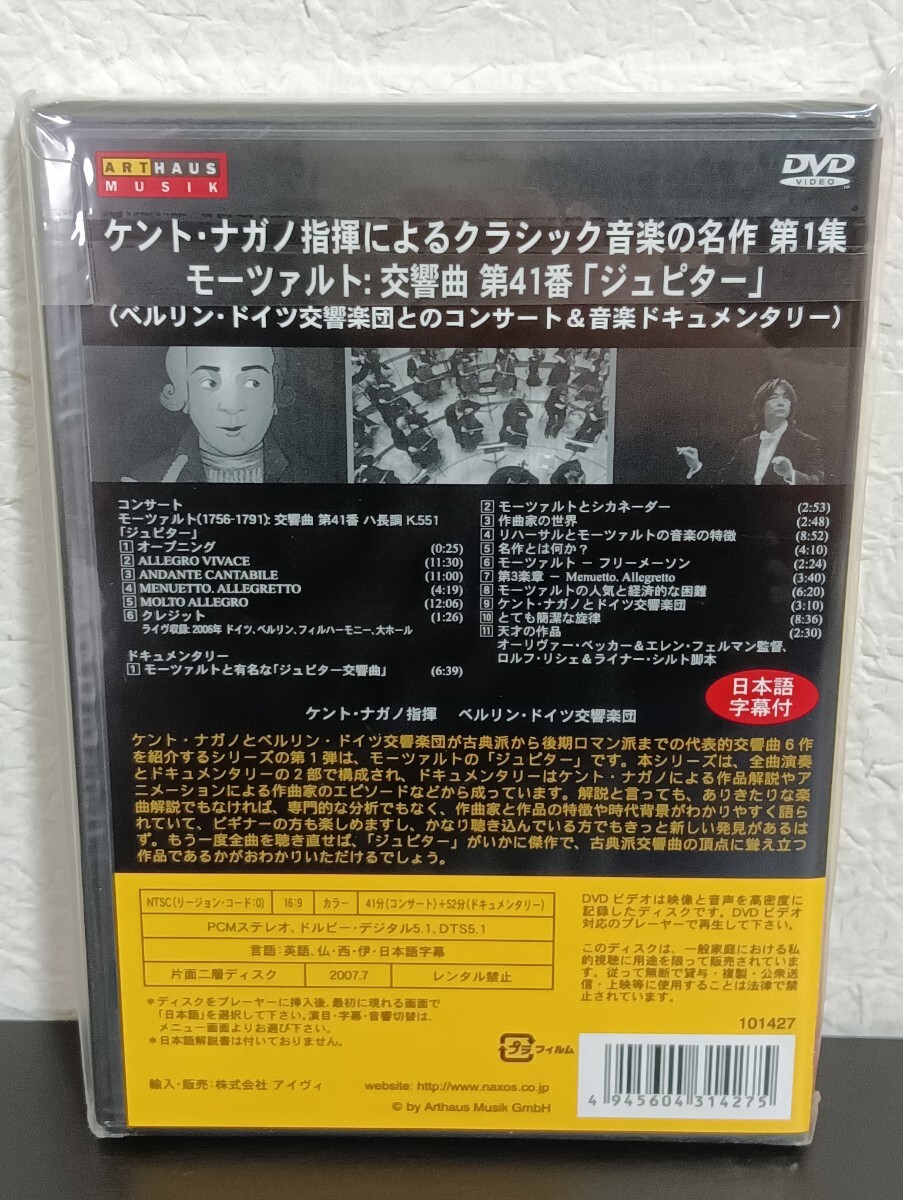 ARTHAUS
MUSIK
DVD
VIDEO
ケント・ナガノ指揮によるクラシック音楽の名作 第1集
モーツァルト: 交響曲 第41番「ジュピター」
(ベルリン・ドイツ交響楽団とのコンサート&音楽ドキュメンタリー)
コンサート
モーツァルト(1756-1791): 交響曲 第41番 ハ長調 K.551
「ジュピター」
1 オープニング (0:25)
2 ALLEGRO VIVACE (11:30)
3 ANDANTE CANTABILE (11:00)
4 MENUETTO. ALLEGRETTO (4:19)
5 MOLTO ALLEGRO (12:06)
6 クレジット (1:26)
ライヴ収録: 2006年 ドイツ、ベルリン、フィルハーモニー、大ホール
ドキュメンタリー
1 モーツァルトと有名な「ジュピター交響曲」 (6:39)
2 モーツァルトとシカネーダー (2:53)
3 作曲家の世界 (2:48)
4 リハーサルとモーツァルトの音楽の特徴 (8:52)
5 名作とは何か? (4:10)
6 モーツァルト − フリーメーソン (2:24)
7 第3楽章 − Menuetto. Allegretto (3:40)
8 モーツァルトの人気と経済的な困難 (6:20)
9 ケント・ナガノとドイツ交響楽団 (3:10)
10 とても簡潔な旋律 (8:36)
11 天才の作品 (2:30)
オーリヴァー・ベッカー&エレン・フェルマン監督、
ロルフ・リシェ&ライナー・シルト脚本
日本語
字幕付
ケント・ナガノ指揮 ベルリン・ドイツ交響楽団
ケント・ナガノとベルリン・ドイツ交響楽団が古典派から後期ロマン派までの代表的交響曲6作
を紹介するシリーズの第1弾は、モーツァルトの「ジュピター」です。本シリーズは、全曲演奏
とドキュメンタリーの2部で構成され、ドキュメンタリーはケント・ナガノによる作品解説やア
ニメーションによる作曲家のエピソードなどから成っています。解説と言っても、ありきたりな楽
曲解説でもなければ、専門的な分析でもなく、作曲家と作品の特徴や時代背景がわかりやすく語ら
れていて、ビギナーの方も楽しめますし、かなり聴き込んでいる方でもきっと新しい発見があるは
ず。もう一度全曲を聴き直せば、「ジュピター」がいかに傑作で、古典派交響曲の頂点に聳え立つ
作品であるかがおわかりいただけるでしょう。
NTSC(リージョン・コード:0) 16:9 カラー 41分(コンサート)+52分(ドキュメンタリー)
PCMステレオ、ドルビー・デジタル5.1、DTS5.1
言語:英語、仏・西・伊・日本語字幕
片面二層ディスク 2007.7 レンタル禁止
*ディスクをプレーヤーに挿入後、最初に現れる画面で
「日本語」を選択して下さい。演目・字幕・音響切替は、
メニュー画面よりお選び下さい。
*日本語解説書は付いておりません。
DVDビデオは映像と音声を高密度に
記録したディスクです。DVDビデオ
対応のプレーヤーで再生して下さい。
このディスクは、一般家庭における私
的視聴に用途を限って販売されていま
す。従って無断で貸与・複製・公衆送
信・上映等に使用することは法律で禁
止されています。
101427
プラ フィルム
輸入・販売:株式会社 アイヴィ
website: http://www.naxos.co.jp
© by Arthaus Musik GmbH
4 945604 314275